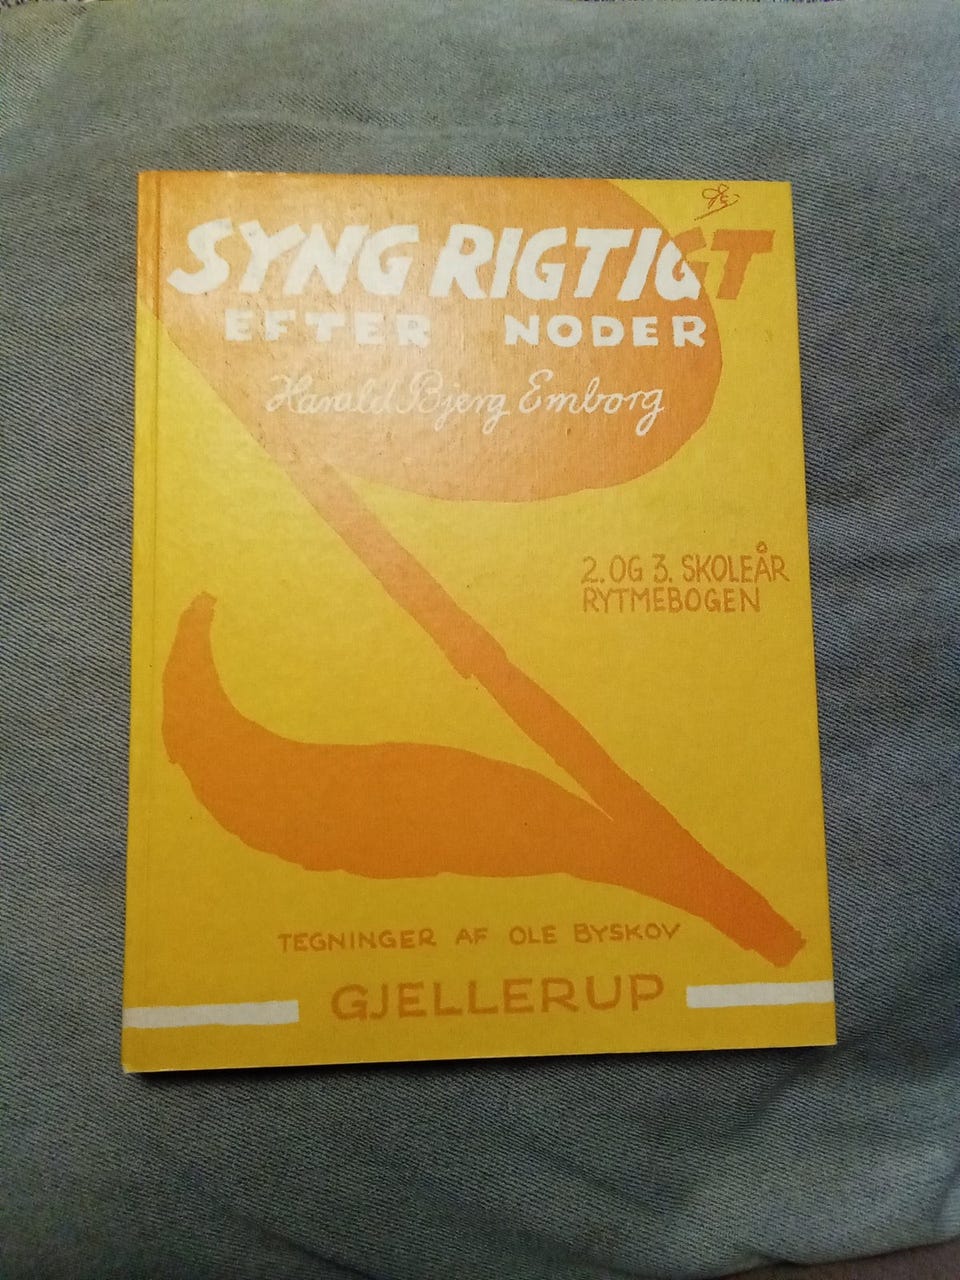 SYNG RIGTIGT
EFTER NODER
Harald Bjerg Emborg
2. OG 3. SKOLEÅR
RYTMEBOGEN
TEGNINGER AF OLE BYSKOV
GJELLERUP